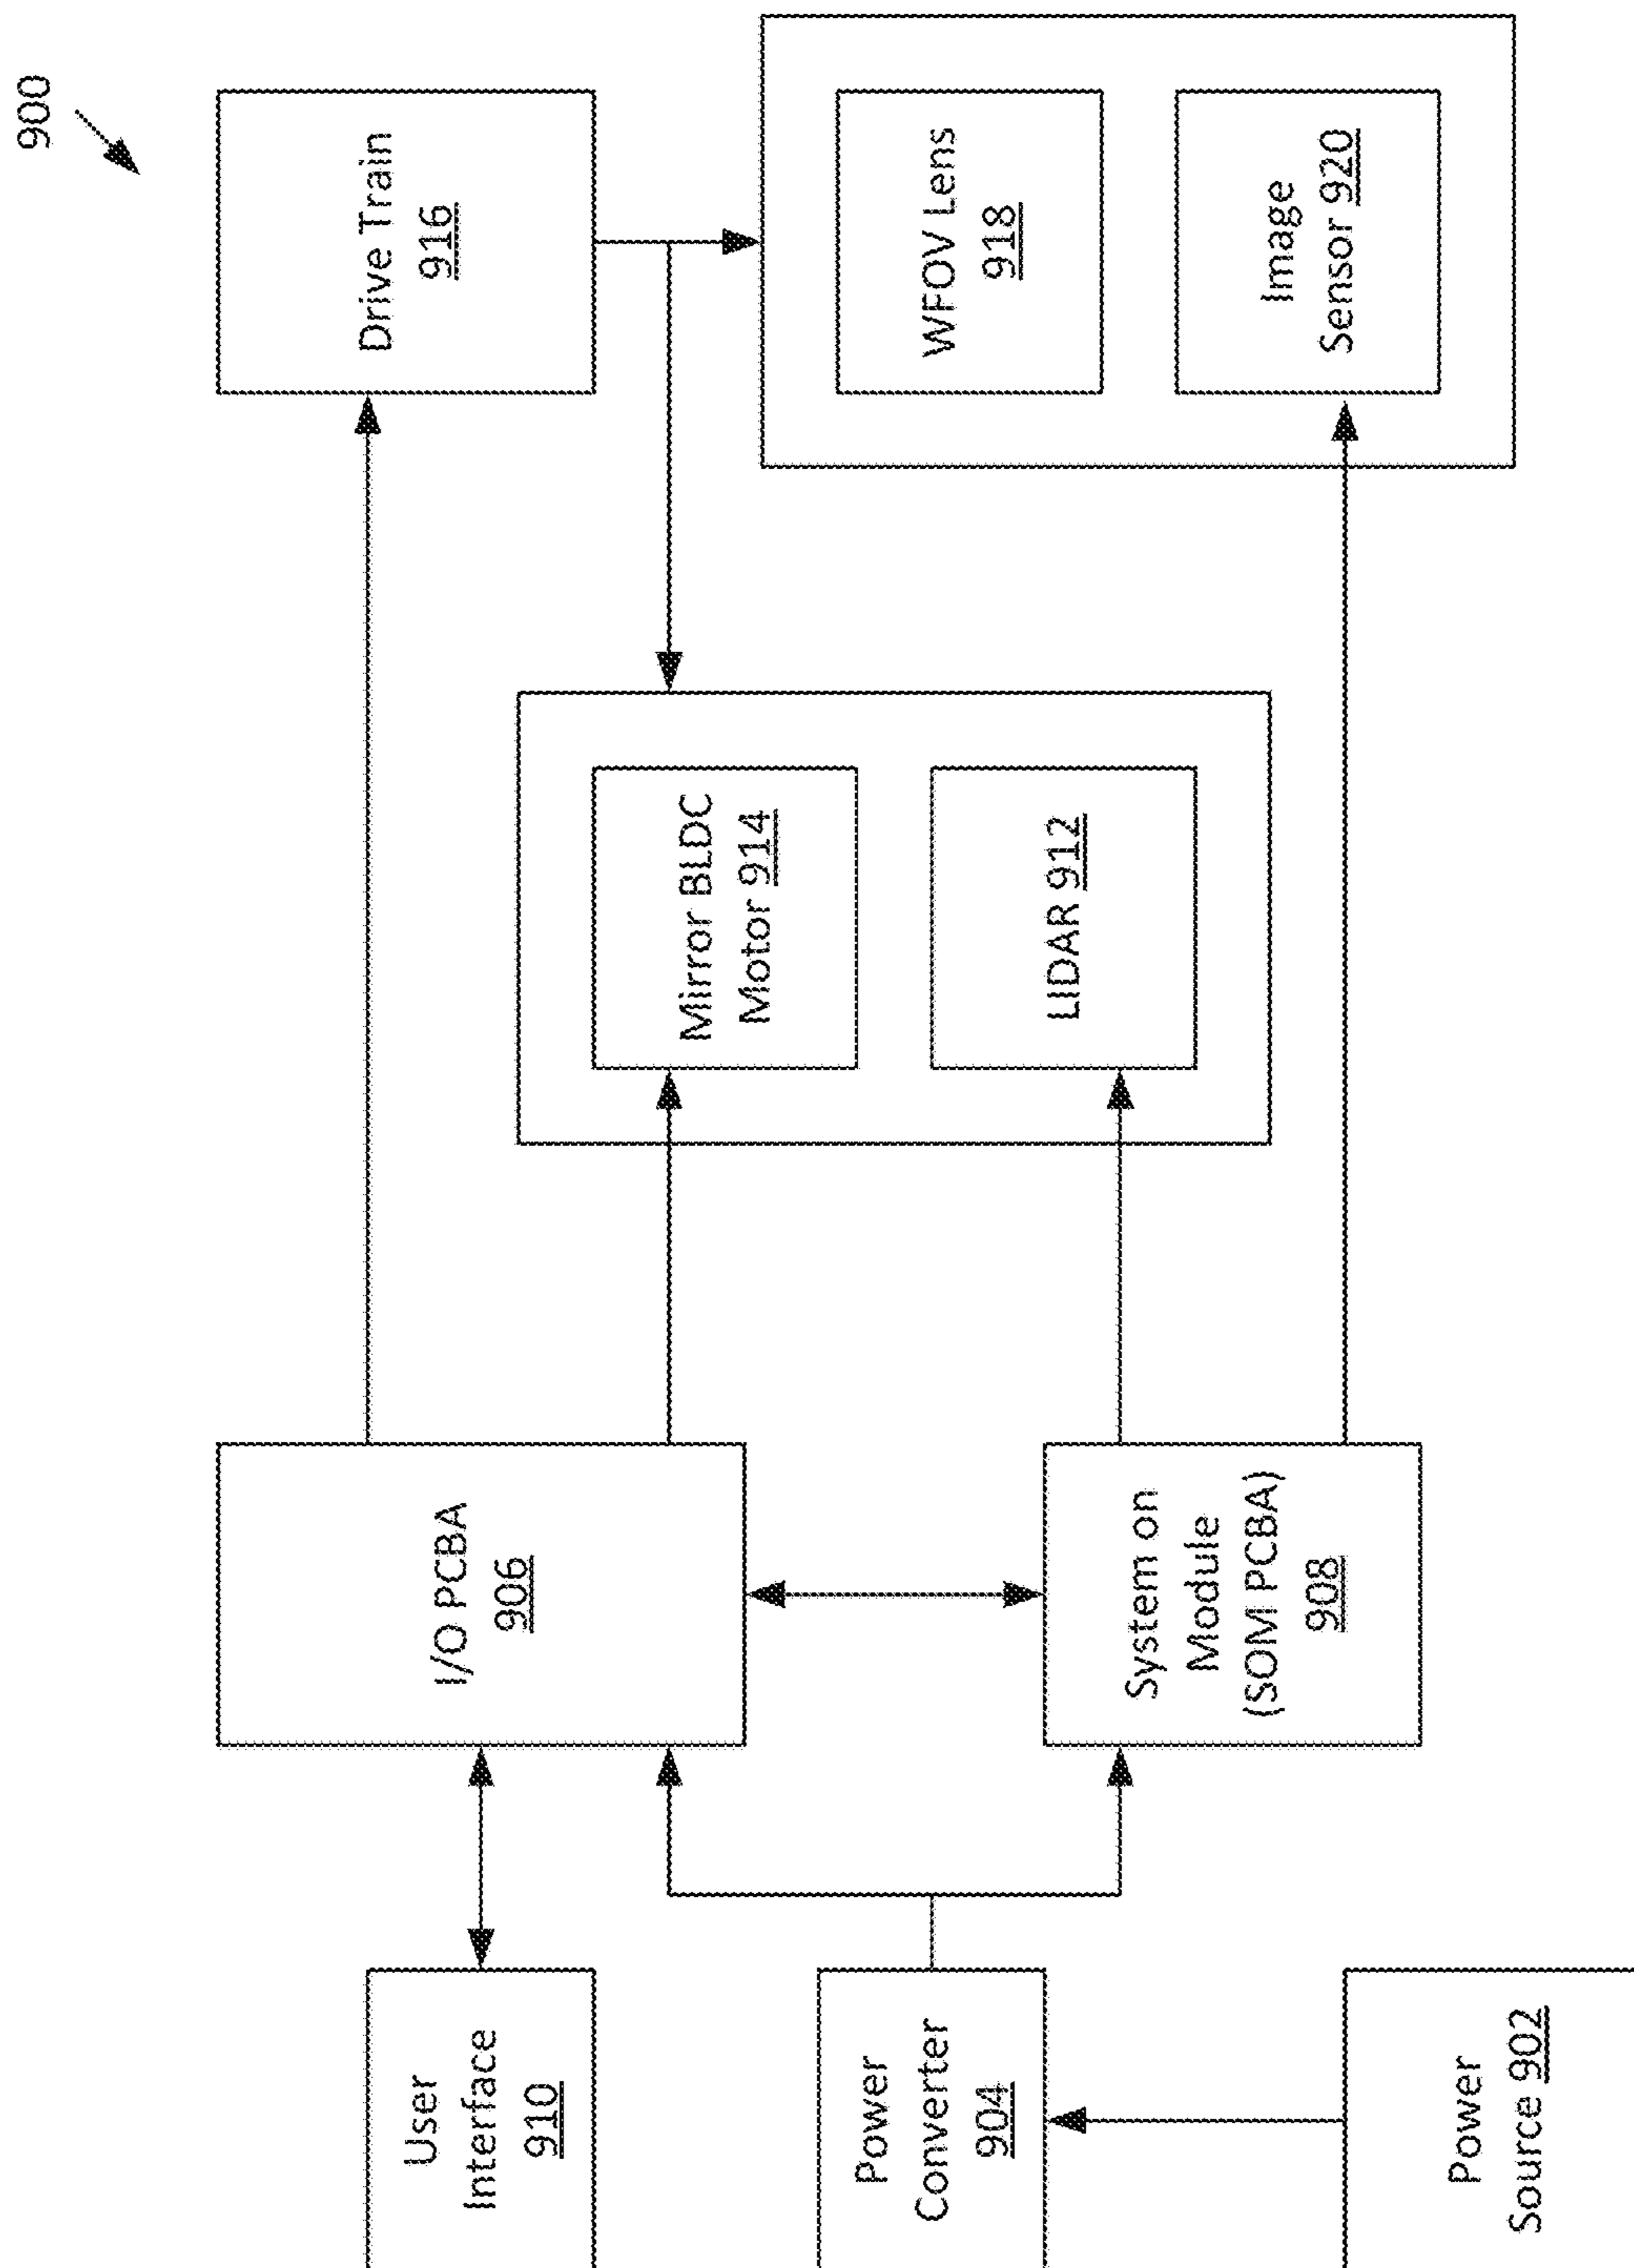 900
User
Interface
910
I/O PCBA
906
Drive Train
916
Mirror BLDC
Motor 914
LIDAR 912
WFOV Lens
918
Image
Sensor 920
Power
Converter
904
System on
Module
(SOM PCBA)
908
Power
Source 902